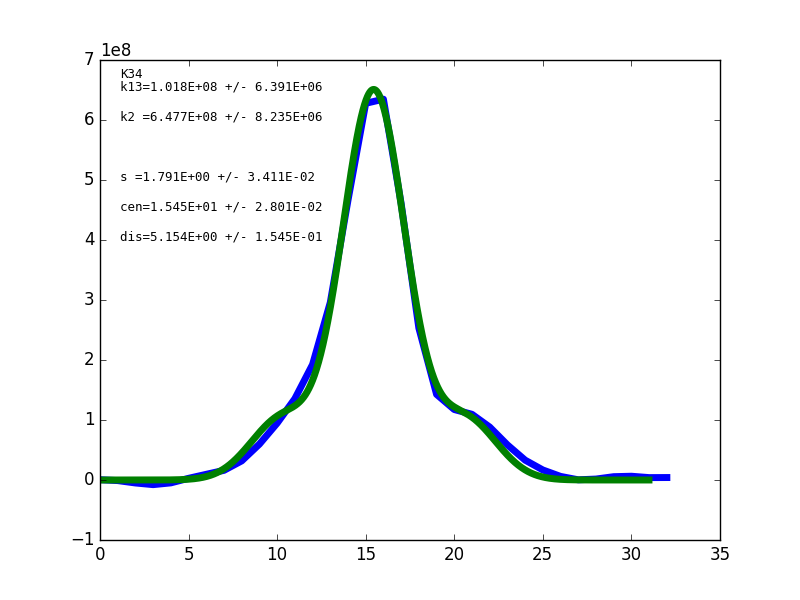 1e8
7
K34
k13=1.018E+08 +/- 6.391E+06
6
k2 =6.477E+08 +/- 8.235E+06
5
s =1.791E+00 +/- 3.411E-02
cen=1.545E+01 +/- 2.801E-02
4
dis=5.154E+00 +/- 1.545E-01
3
2
1
0
−1
0 5 10 15 20 25 30 35